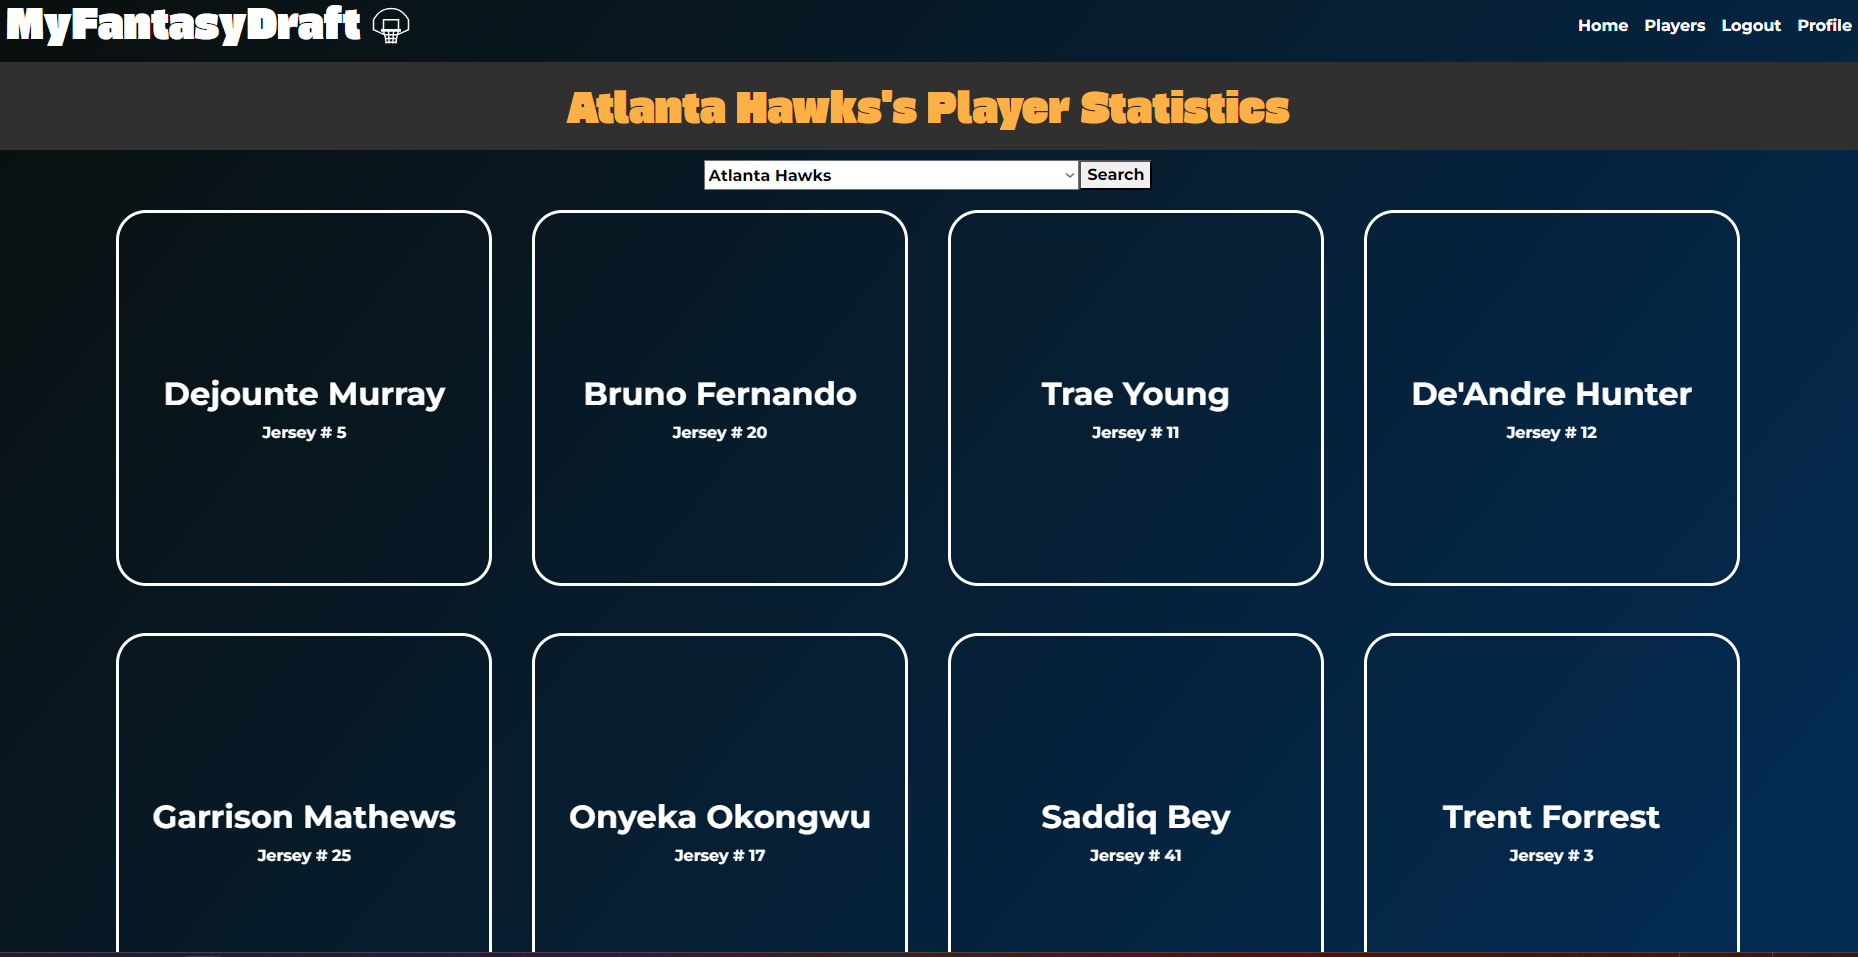 MyFantasyDraft
Home Players Logout Profile
Atlanta Hawks's Player Statistics
Atlanta Hawks Search
Dejounte Murray
Jersey # 5
Bruno Fernando
Jersey # 20
Trae Young
Jersey # 11
De'Andre Hunter
Jersey # 12
Garrison Mathews
Jersey # 25
Onyeka Okongwu
Jersey # 17
Saddiq Bey
Jersey # 41
Trent Forrest
Jersey # 3